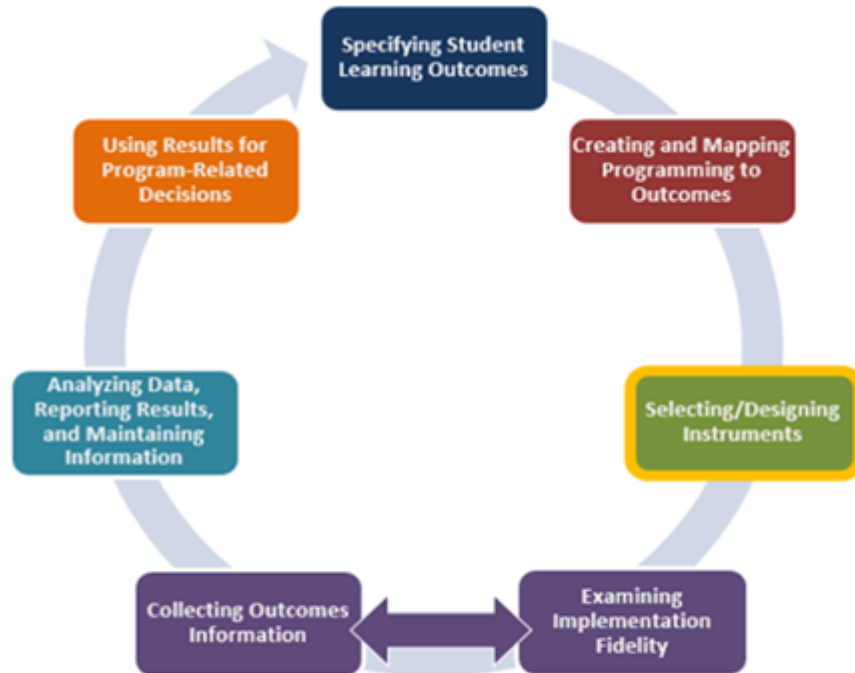 Specifying Student
Learning Outcomes
Creating and Mapping
Programming to
Outcomes
Selecting/Designing
Instruments
Examining
Implementation
Fidelity
Collecting Outcomes
Information
Analyzing Data,
Reporting Results,
and Maintaining
Information
Using Results for
Program-Related
Decisions